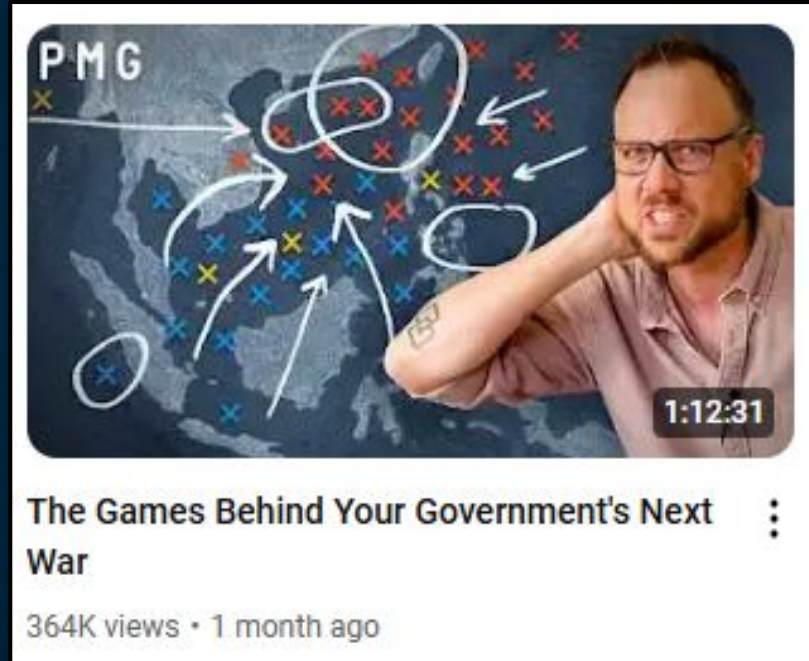 PMG
1:12:31
The Games Behind Your Government's Next
War
364K views • 1 month ago